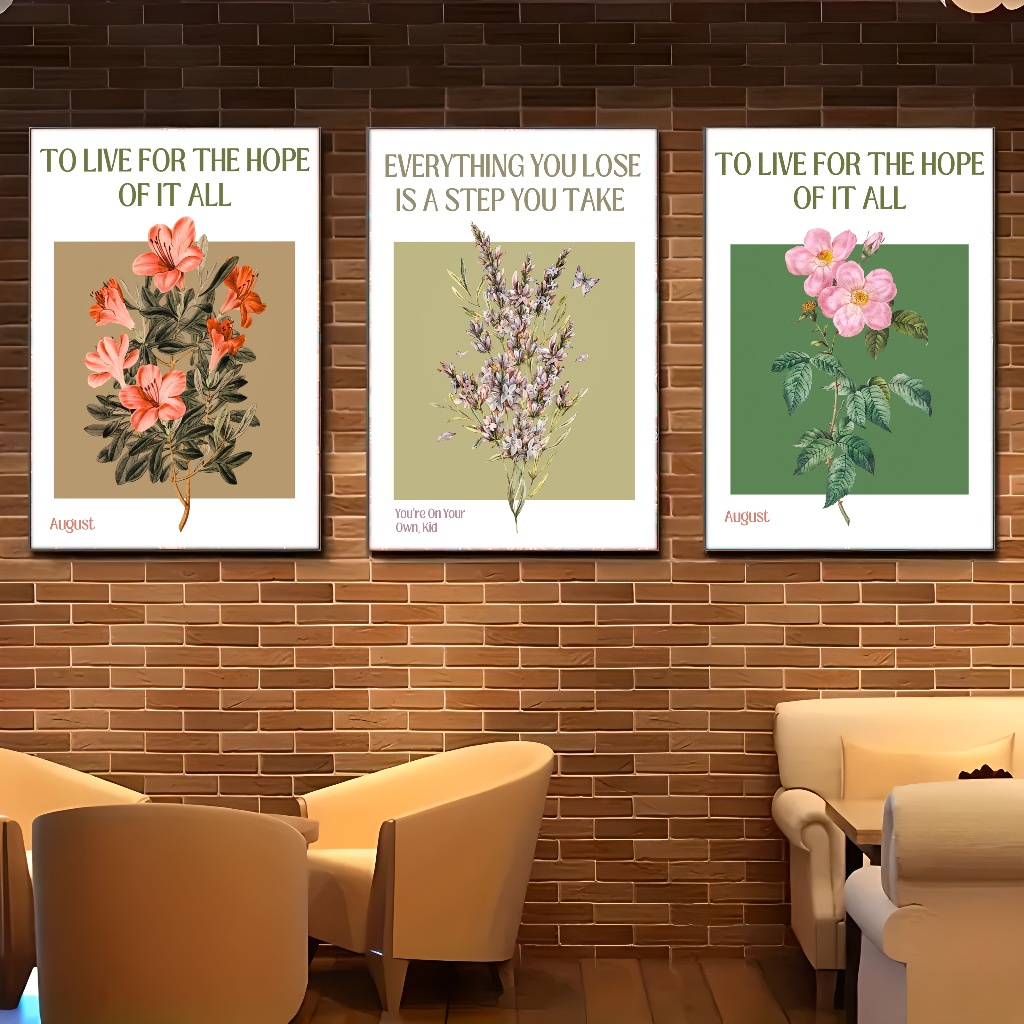 TO LIVE FOR THE HOPE
OF IT ALL
August
EVERYTHING YOU LOSE
IS A STEP YOU TAKE
You're On Your
Own, Kid
TO LIVE FOR THE HOPE
OF IT ALL
August